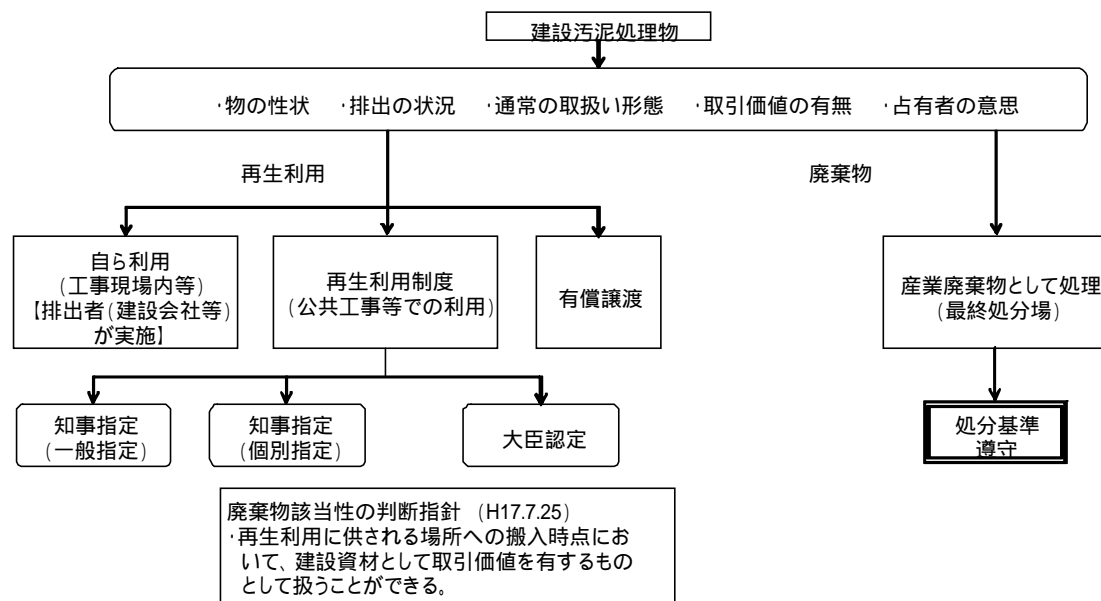 建設汚泥処理物
・物の性状　・排出の状況　・通常の取扱い形態　・取引価値の有無　・占有者の意思
再生利用
廃棄物
自ら利用
(工事現場内等)
【排出者(建設会社等)
が実施】
再生利用制度
(公共工事等での利用)
有償譲渡
産業廃棄物として処理
(最終処分場)
知事指定
(一般指定)
知事指定
(個別指定)
大臣認定
処分基準
遵守
廃棄物該当性の判断指針 (H17.7.25)
・再生利用に供される場所への搬入時点にお
いて、建設資材として取引価値を有するもの
として扱うことができる。